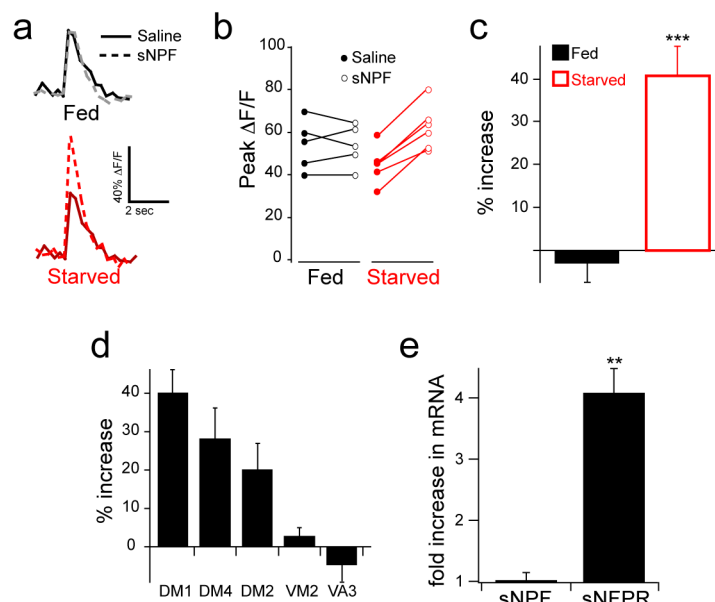 a
Saline
sNPF
Fed
40% ΔF/F
2 sec
Starved
b
Saline
sNPF
100
80
60
40
20
0
Peak ΔF/F
Fed
Starved
c
Fed
Starved
***
40
30
20
10
% increase
d
40
30
20
10
0
% increase
DM1 DM4 DM2 VM2 VA3
e
**
4
2
1
fold increase in mRNA
sNPF sNFPR